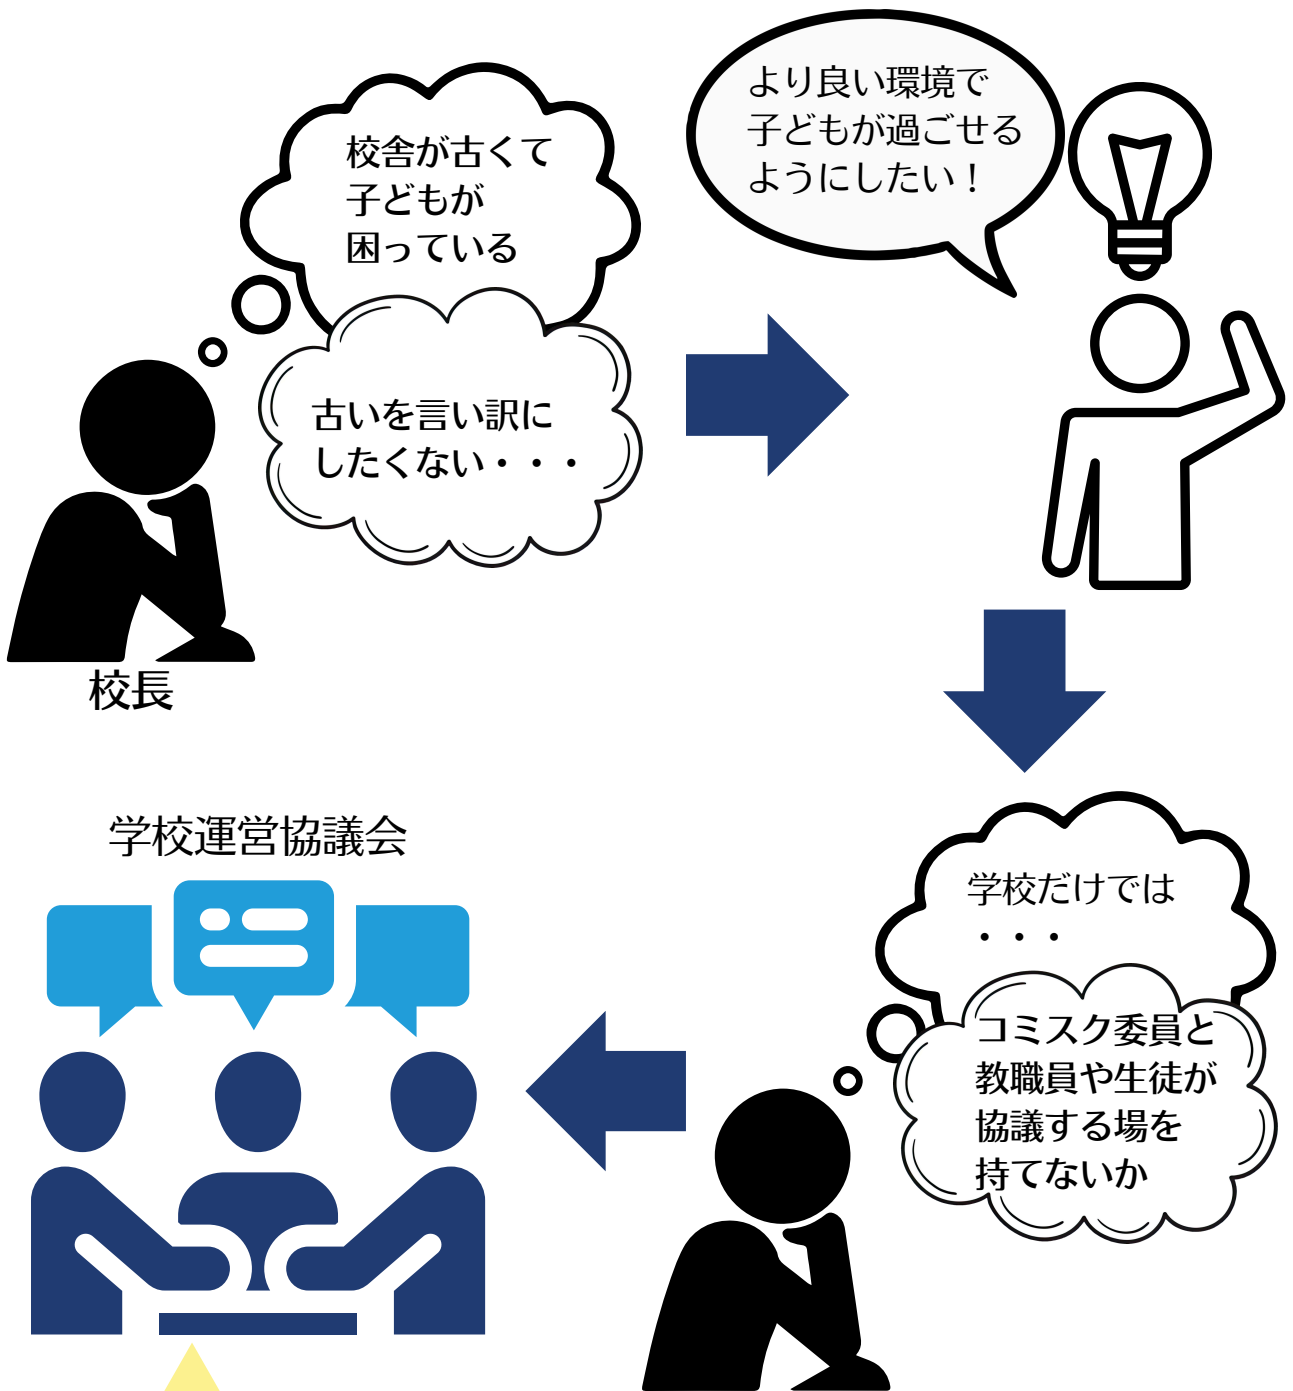 校舎が古くて
子どもが
困っている
古いを言い訳に
したくない・・・
校長
より良い環境で
子どもが過ごせる
ようにしたい！
学校だけでは
・・・
コミスク委員と
教職員や生徒が
協議する場を
持てないか
学校運営協議会